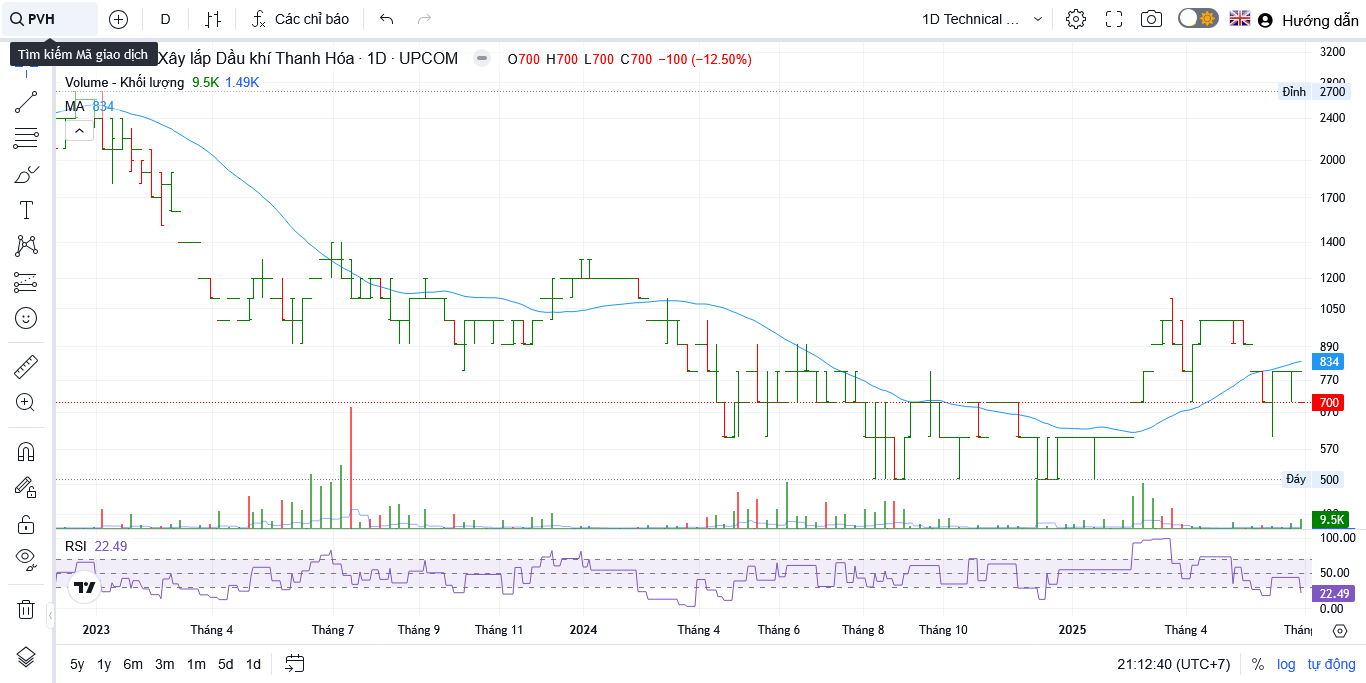 PVH D Các chỉ báo 1D Technical ... Hướng dẫn
Tìm kiếm Mã giao dịch
Xây lắp Dầu khí Thanh Hóa · 1D · UPCOM O700 H700 L700 C700 −100 (−12.50%)
Volume - Khối lượng 9.5K 1.49K
MA 834
3200
2800
Đỉnh 2700
2400
2000
1700
1400
1200
1050
890
834
770
700
670
570
Đáy 500
400
9.5K
RSI 22.49
100.00
50.00
22.49
0.00
2023 Tháng 4 Tháng 7 Tháng 9 Tháng 11 2024 Tháng 4 Tháng 6 Tháng 8 Tháng 10 2025 Tháng 4
5y 1y 6m 3m 1m 5d 1d 21:12:40 (UTC+7) % log tự động